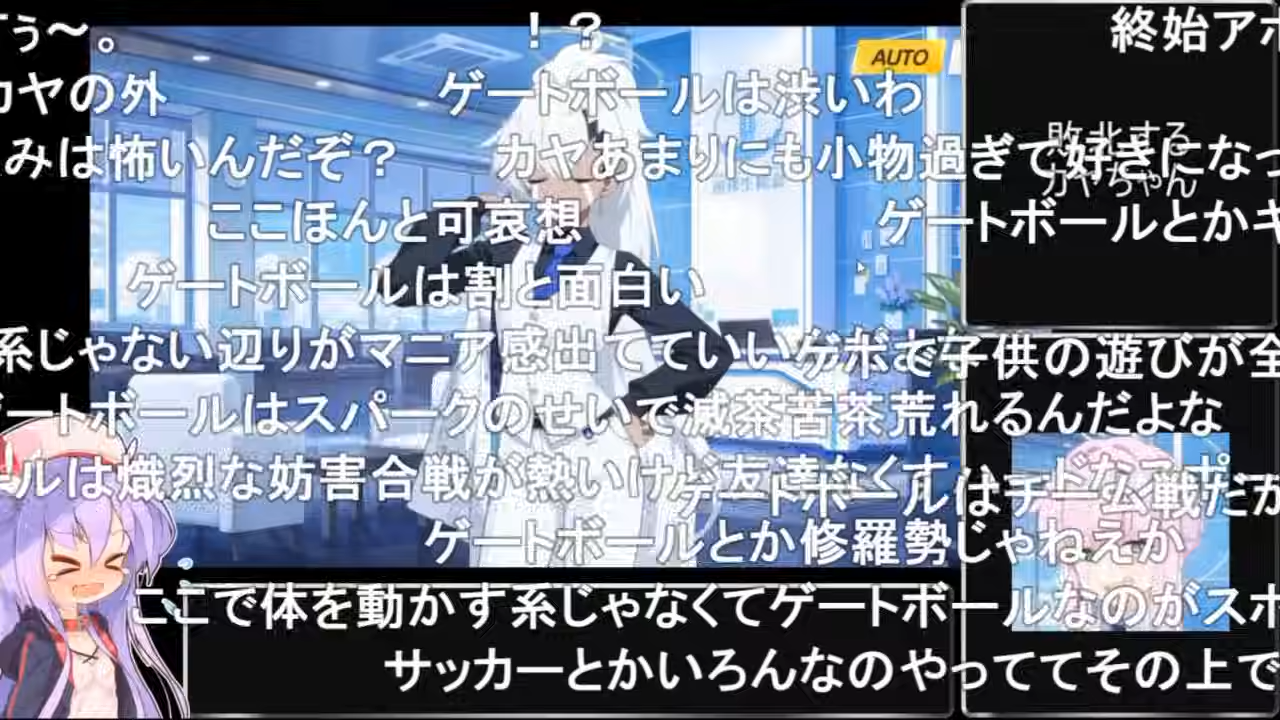 ぅ～。
！？
終始アホ
AUTO
カヤの外
ゲートボールは渋いわ
敗北する
カヤちゃん
みは怖いんだぞ？
カヤあまりにも小物過ぎて好きになっ
ここほんと可哀想
ゲートボールとかキ
ゲートボールは割と面白い
系じゃない辺りがマニア感出てていい
子供の遊びが全
ゲートボールはスパークのせいで滅茶苦茶荒れるんだよな
ールは熾烈な妨害合戦が熱いけど友達なくす
ゲートボールはチーム戦だか
ゲートボールとか修羅勢じゃねえか
ここで体を動かす系じゃなくてゲートボールなのがスポ
サッカーとかいろんなのやっててその上で